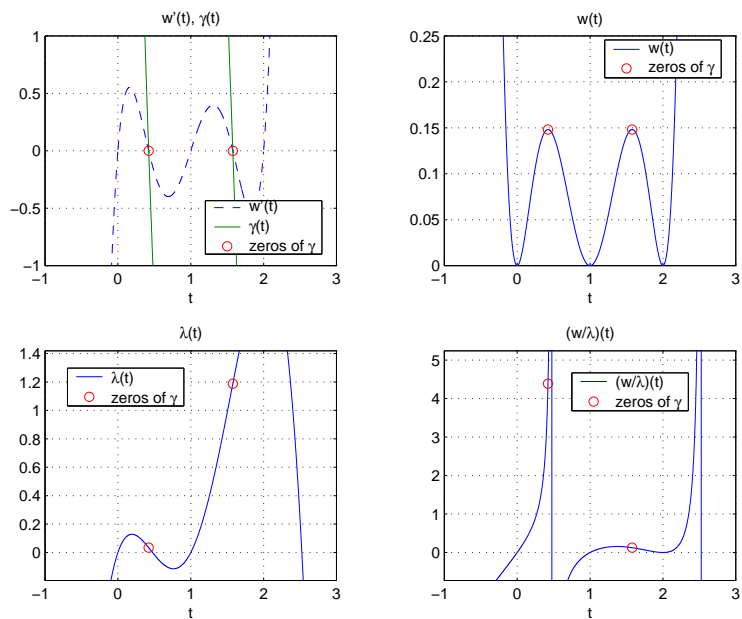 w'(t), γ(t)
1
0.5
0
−0.5
−1
−1 0 1 2 3
t
w'(t)
γ(t)
zeros of γ
w(t)
0.25
0.2
0.15
0.1
0.05
0
−1 0 1 2 3
t
w(t)
zeros of γ
λ(t)
1.4
1.2
1
0.8
0.6
0.4
0.2
0
−1 0 1 2 3
t
λ(t)
zeros of γ
(w/λ)(t)
5
4
3
2
1
0
−1 0 1 2 3
t
(w/λ)(t)
zeros of γ